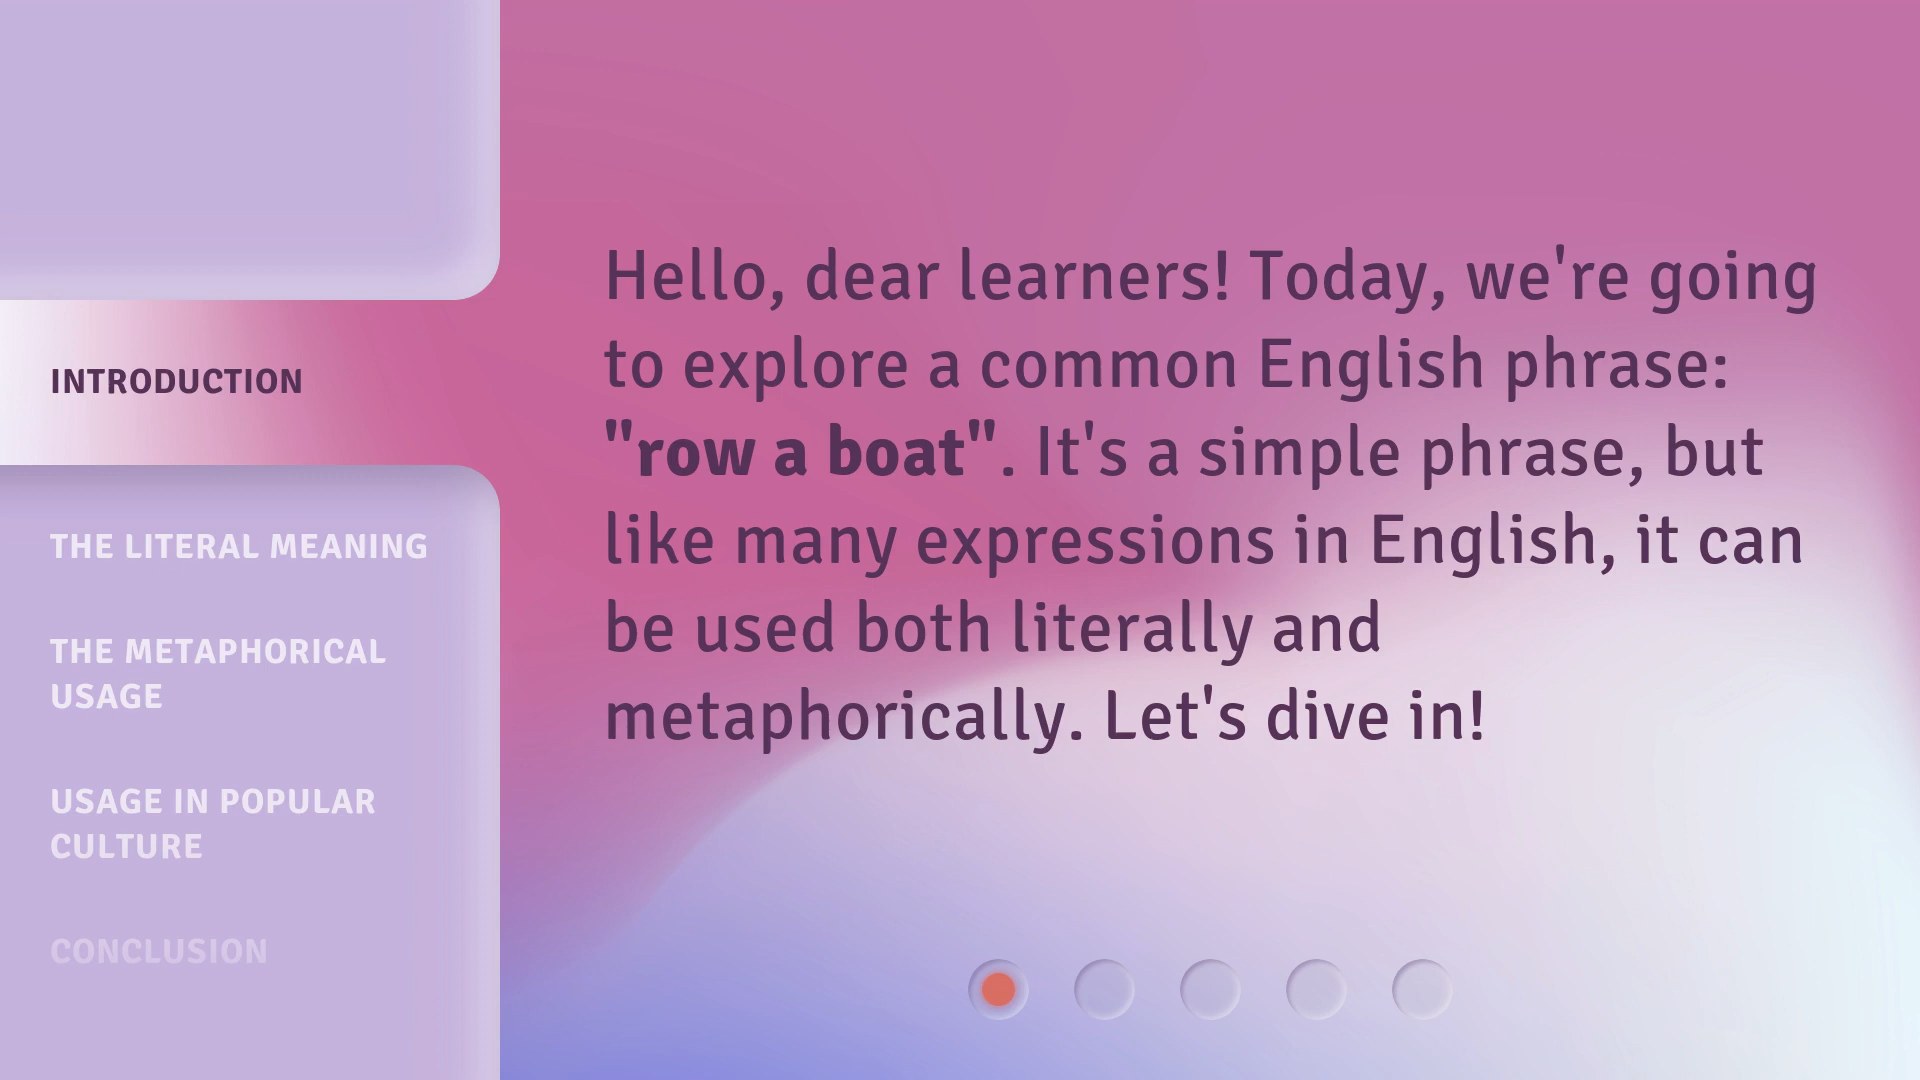 INTRODUCTION
THE LITERAL MEANING
THE METAPHORICAL
USAGE
USAGE IN POPULAR
CULTURE
CONCLUSION
Hello, dear learners! Today, we're going
to explore a common English phrase:
"row a boat". It's a simple phrase, but
like many expressions in English, it can
be used both literally and
metaphorically. Let's dive in!